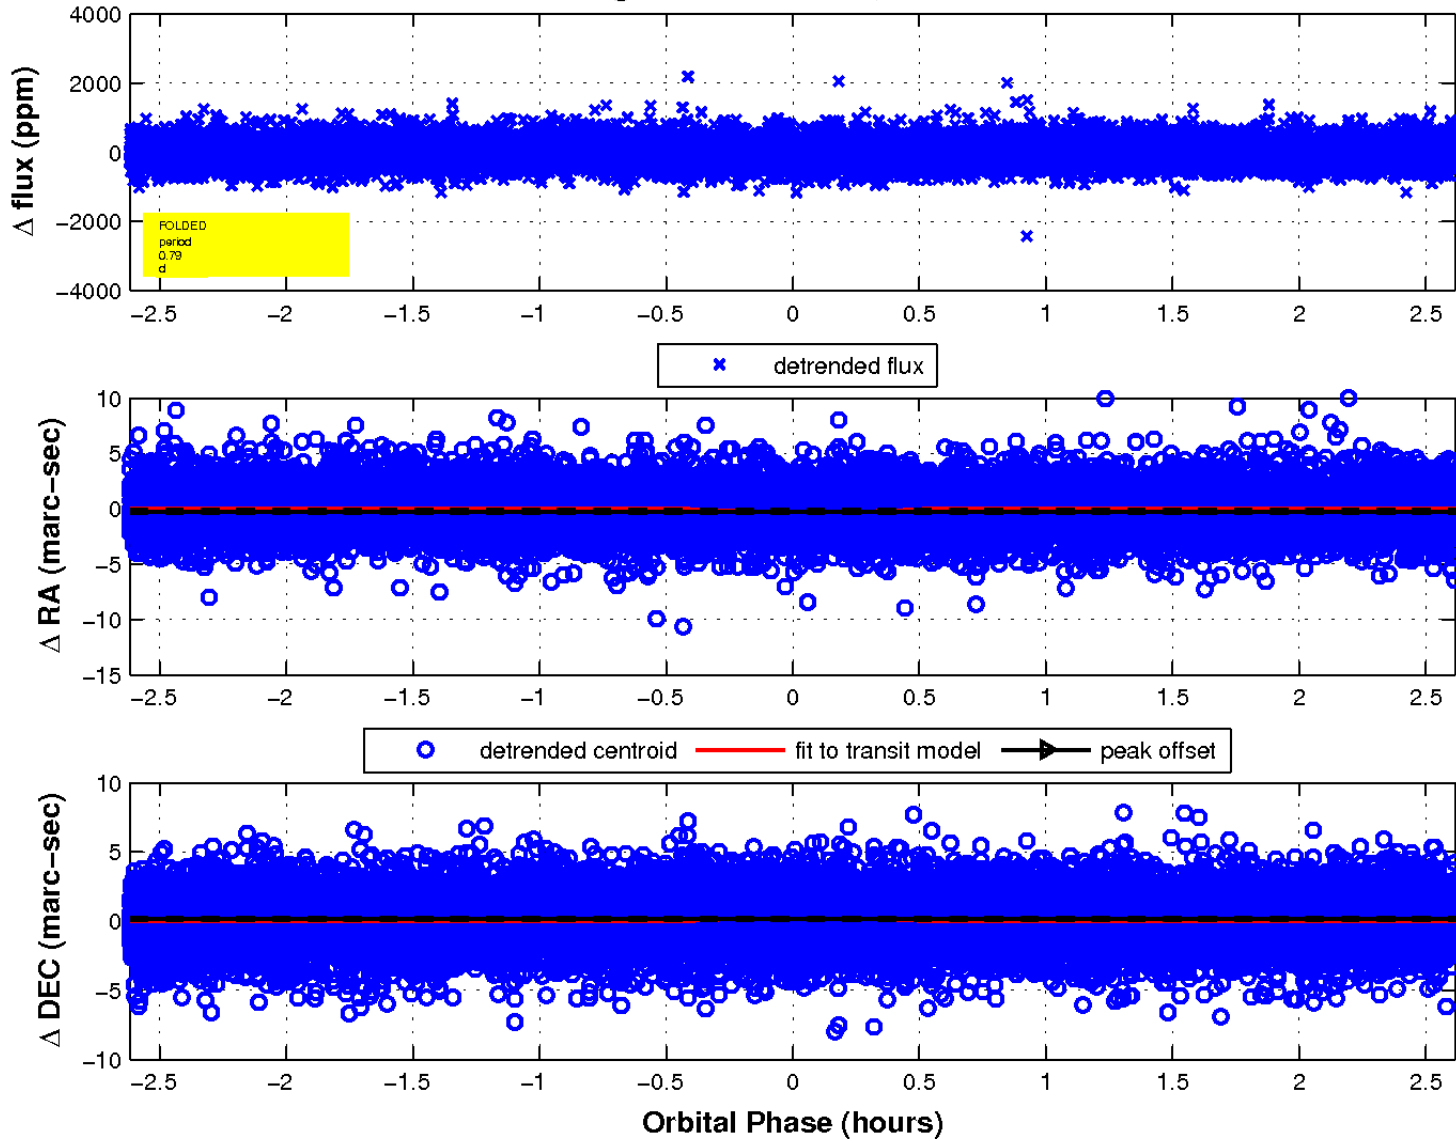 4000
2000
0
−2000
−4000
Δ flux (ppm)
FOLDED
period
0.79
d
−2.5 −2 −1.5 −1 −0.5 0 0.5 1 1.5 2 2.5
detrended flux
10
5
0
−5
−10
−15
Δ RA (marc−sec)
−2.5 −2 −1.5 −1 −0.5 0 0.5 1 1.5 2 2.5
detrended centroid fit to transit model peak offset
10
5
0
−5
−10
Δ DEC (marc−sec)
−2.5 −2 −1.5 −1 −0.5 0 0.5 1 1.5 2 2.5
Orbital Phase (hours)